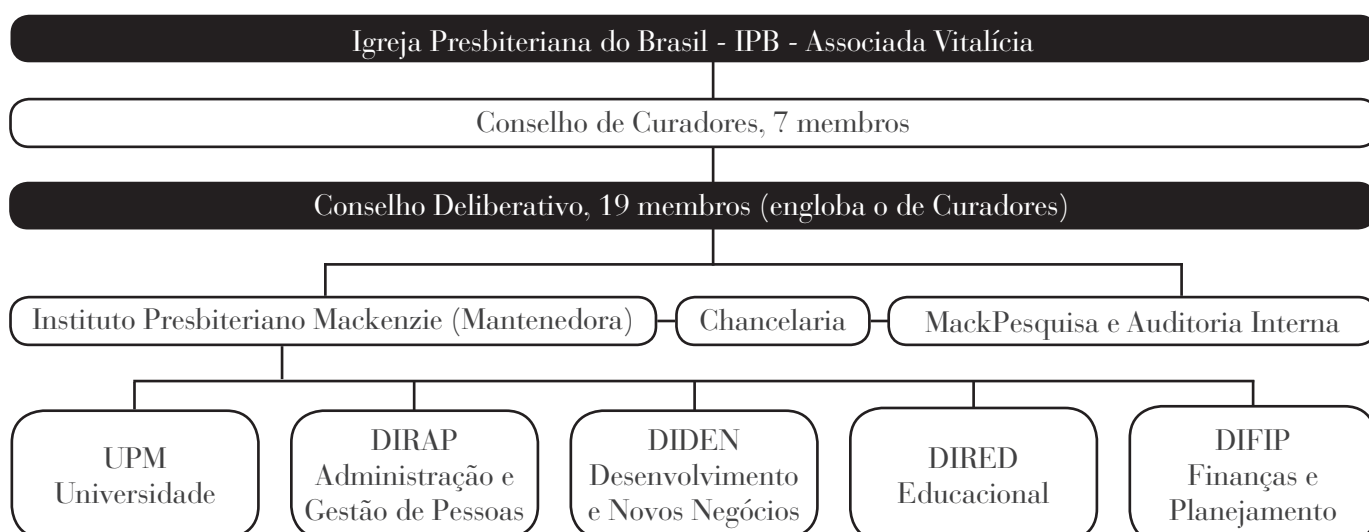 Igreja Presbiteriana do Brasil - IPB - Associada Vitalícia
Conselho de Curadores, 7 membros
Conselho Deliberativo, 19 membros (engloba o de Curadores)
Instituto Presbiteriano Mackenzie (Mantenedora)
Chancelaria
MackPesquisa e Auditoria Interna
UPM
Universidade
DIRAP
Administração e
Gestão de Pessoas
DIDEN
Desenvolvimento
e Novos Negócios
DIRED
Educacional
DIFIP
Finanças e
Planejamento